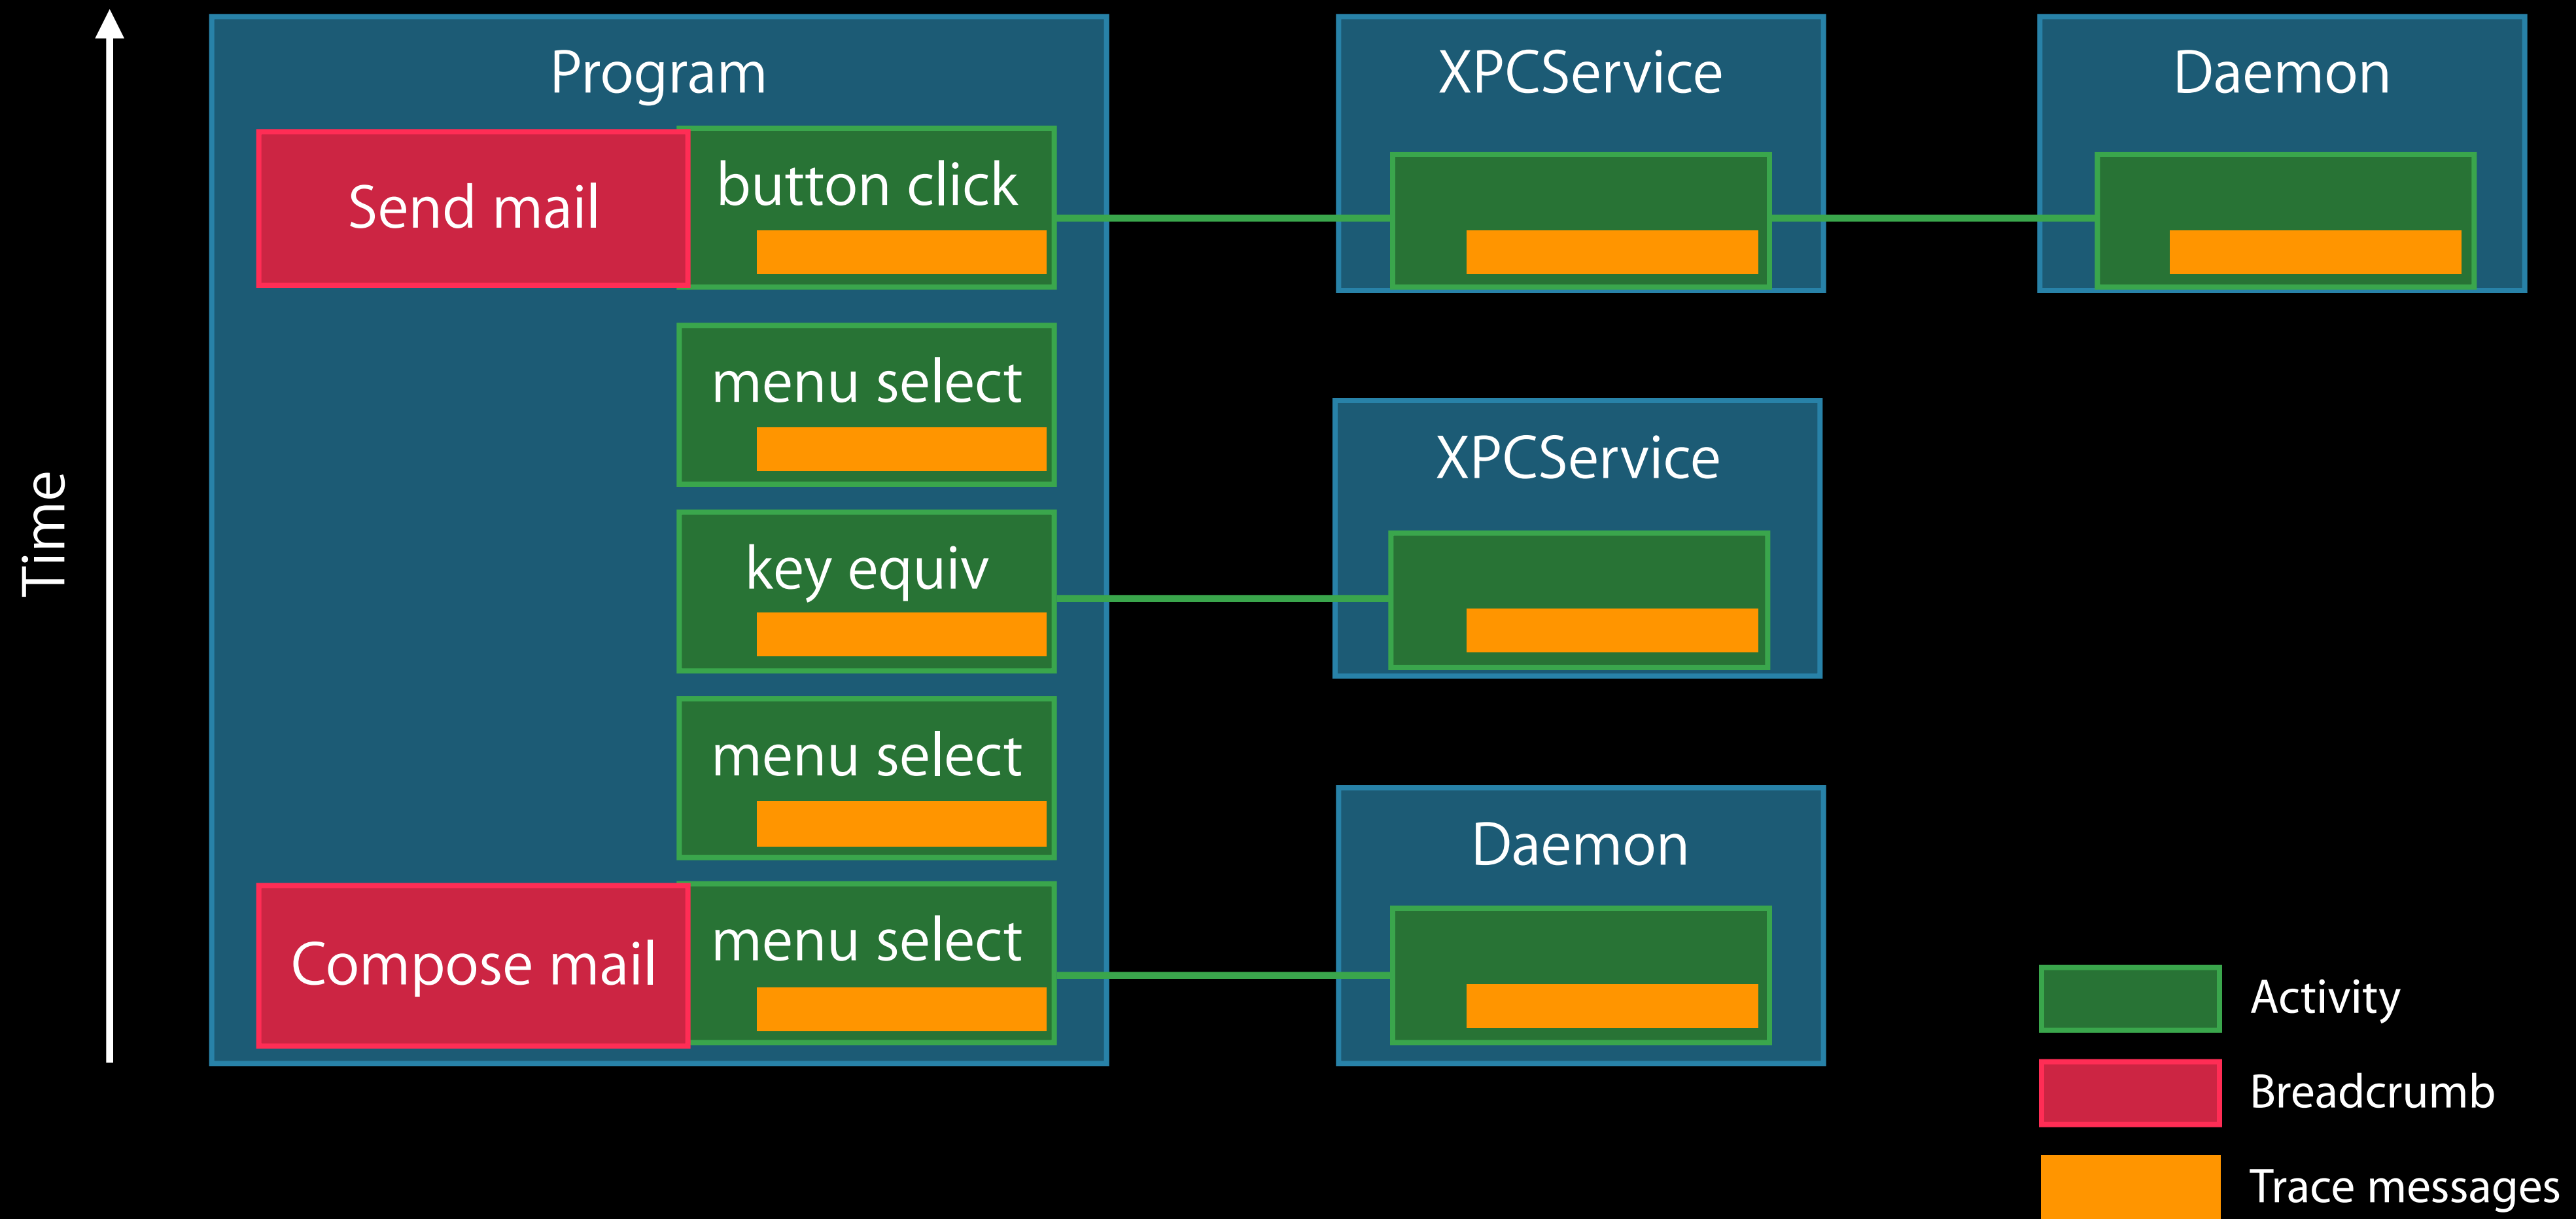 Program
XPCService
Daemon
Send mail
button click
menu select
XPCService
key equiv
Time
menu select
Daemon
Compose mail
menu select
Activity
Breadcrumb
Trace messages